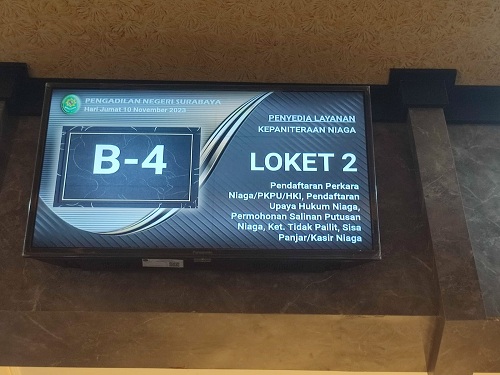 PENGADILAN NEGERI SURABAYA
Hari Jumat 10 November 2023
B-4
PENYEDIA LAYANAN
KEPANITERAAN NIAGA
LOKET 2
Pendaftaran Perkara
Niaga/PKPU/HKI, Pendaftaran
Upaya Hukum Niaga,
Permohonan Salinan Putusan
Niaga, Ket. Tidak Pailit, Sisa
Panjar/Kasir Niaga